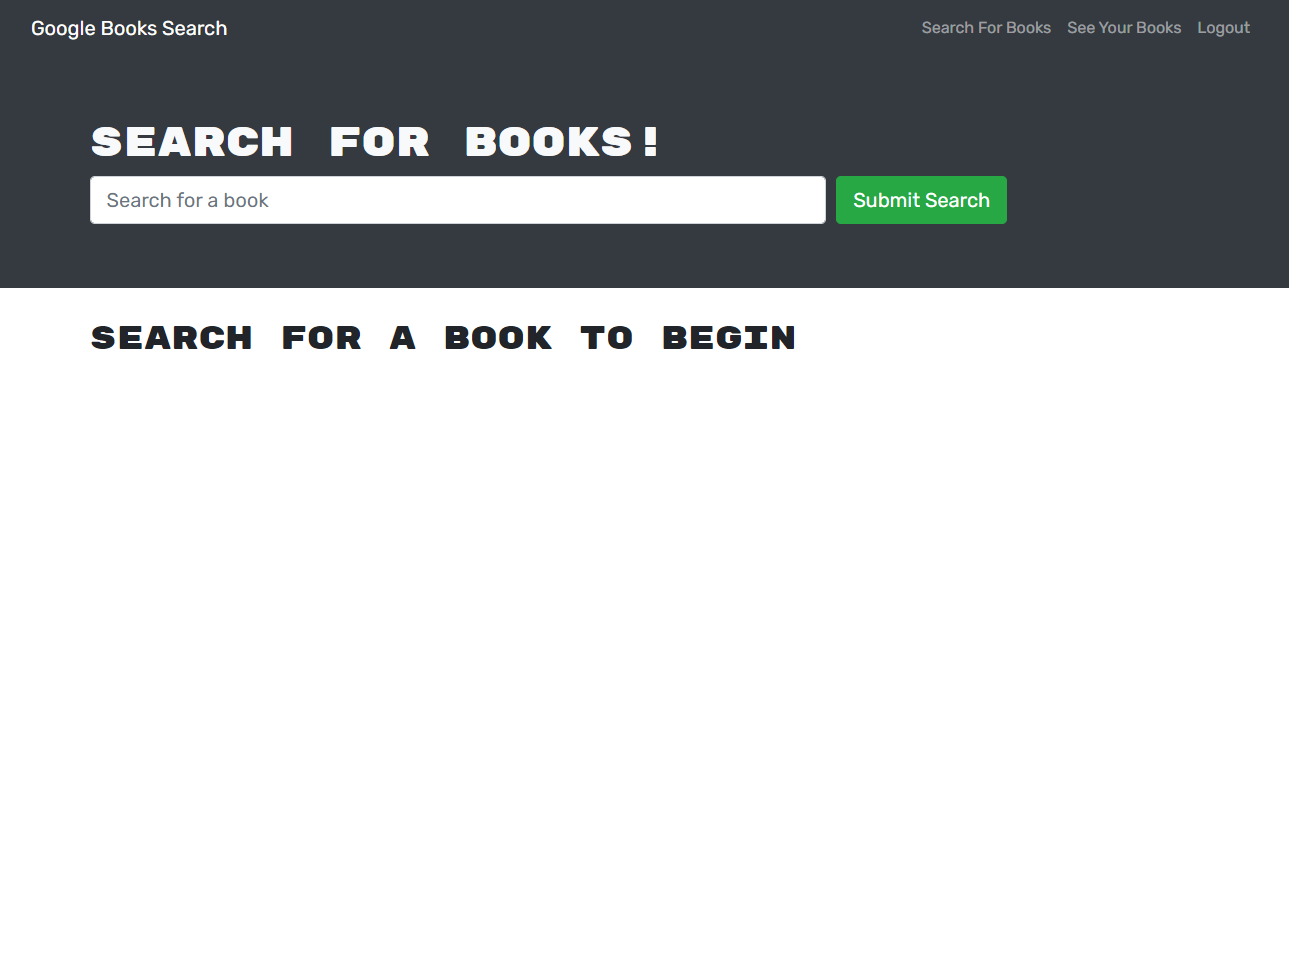 Google Books Search
Search For Books
See Your Books
Logout
SEARCH FOR BOOKS!
Search for a book
Submit Search
SEARCH FOR A BOOK TO BEGIN